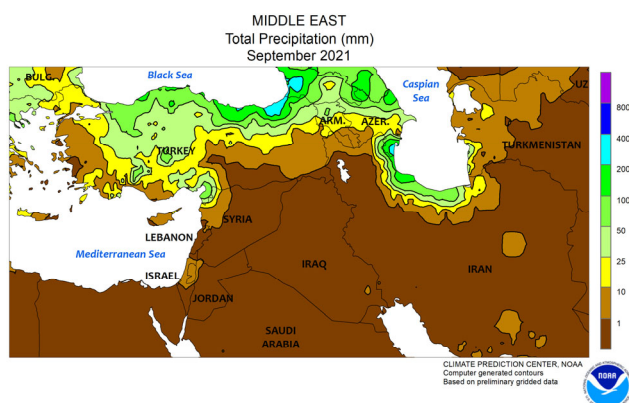 MIDDLE EAST
Total Precipitation (mm)
September 2021
BULG.
Black Sea
Caspian
Sea
UZ
ARM.
AZER.
TURKEY
TURKMENISTAN
SYRIA
LEBANON
Mediterranean Sea
ISRAEL
IRAQ
IRAN
JORDAN
SAUDI
ARABIA
800
400
200
100
50
25
10
1
CLIMATE PREDICTION CENTER, NOAA
Computer generated contours
Based on preliminary gridded data
NOAA